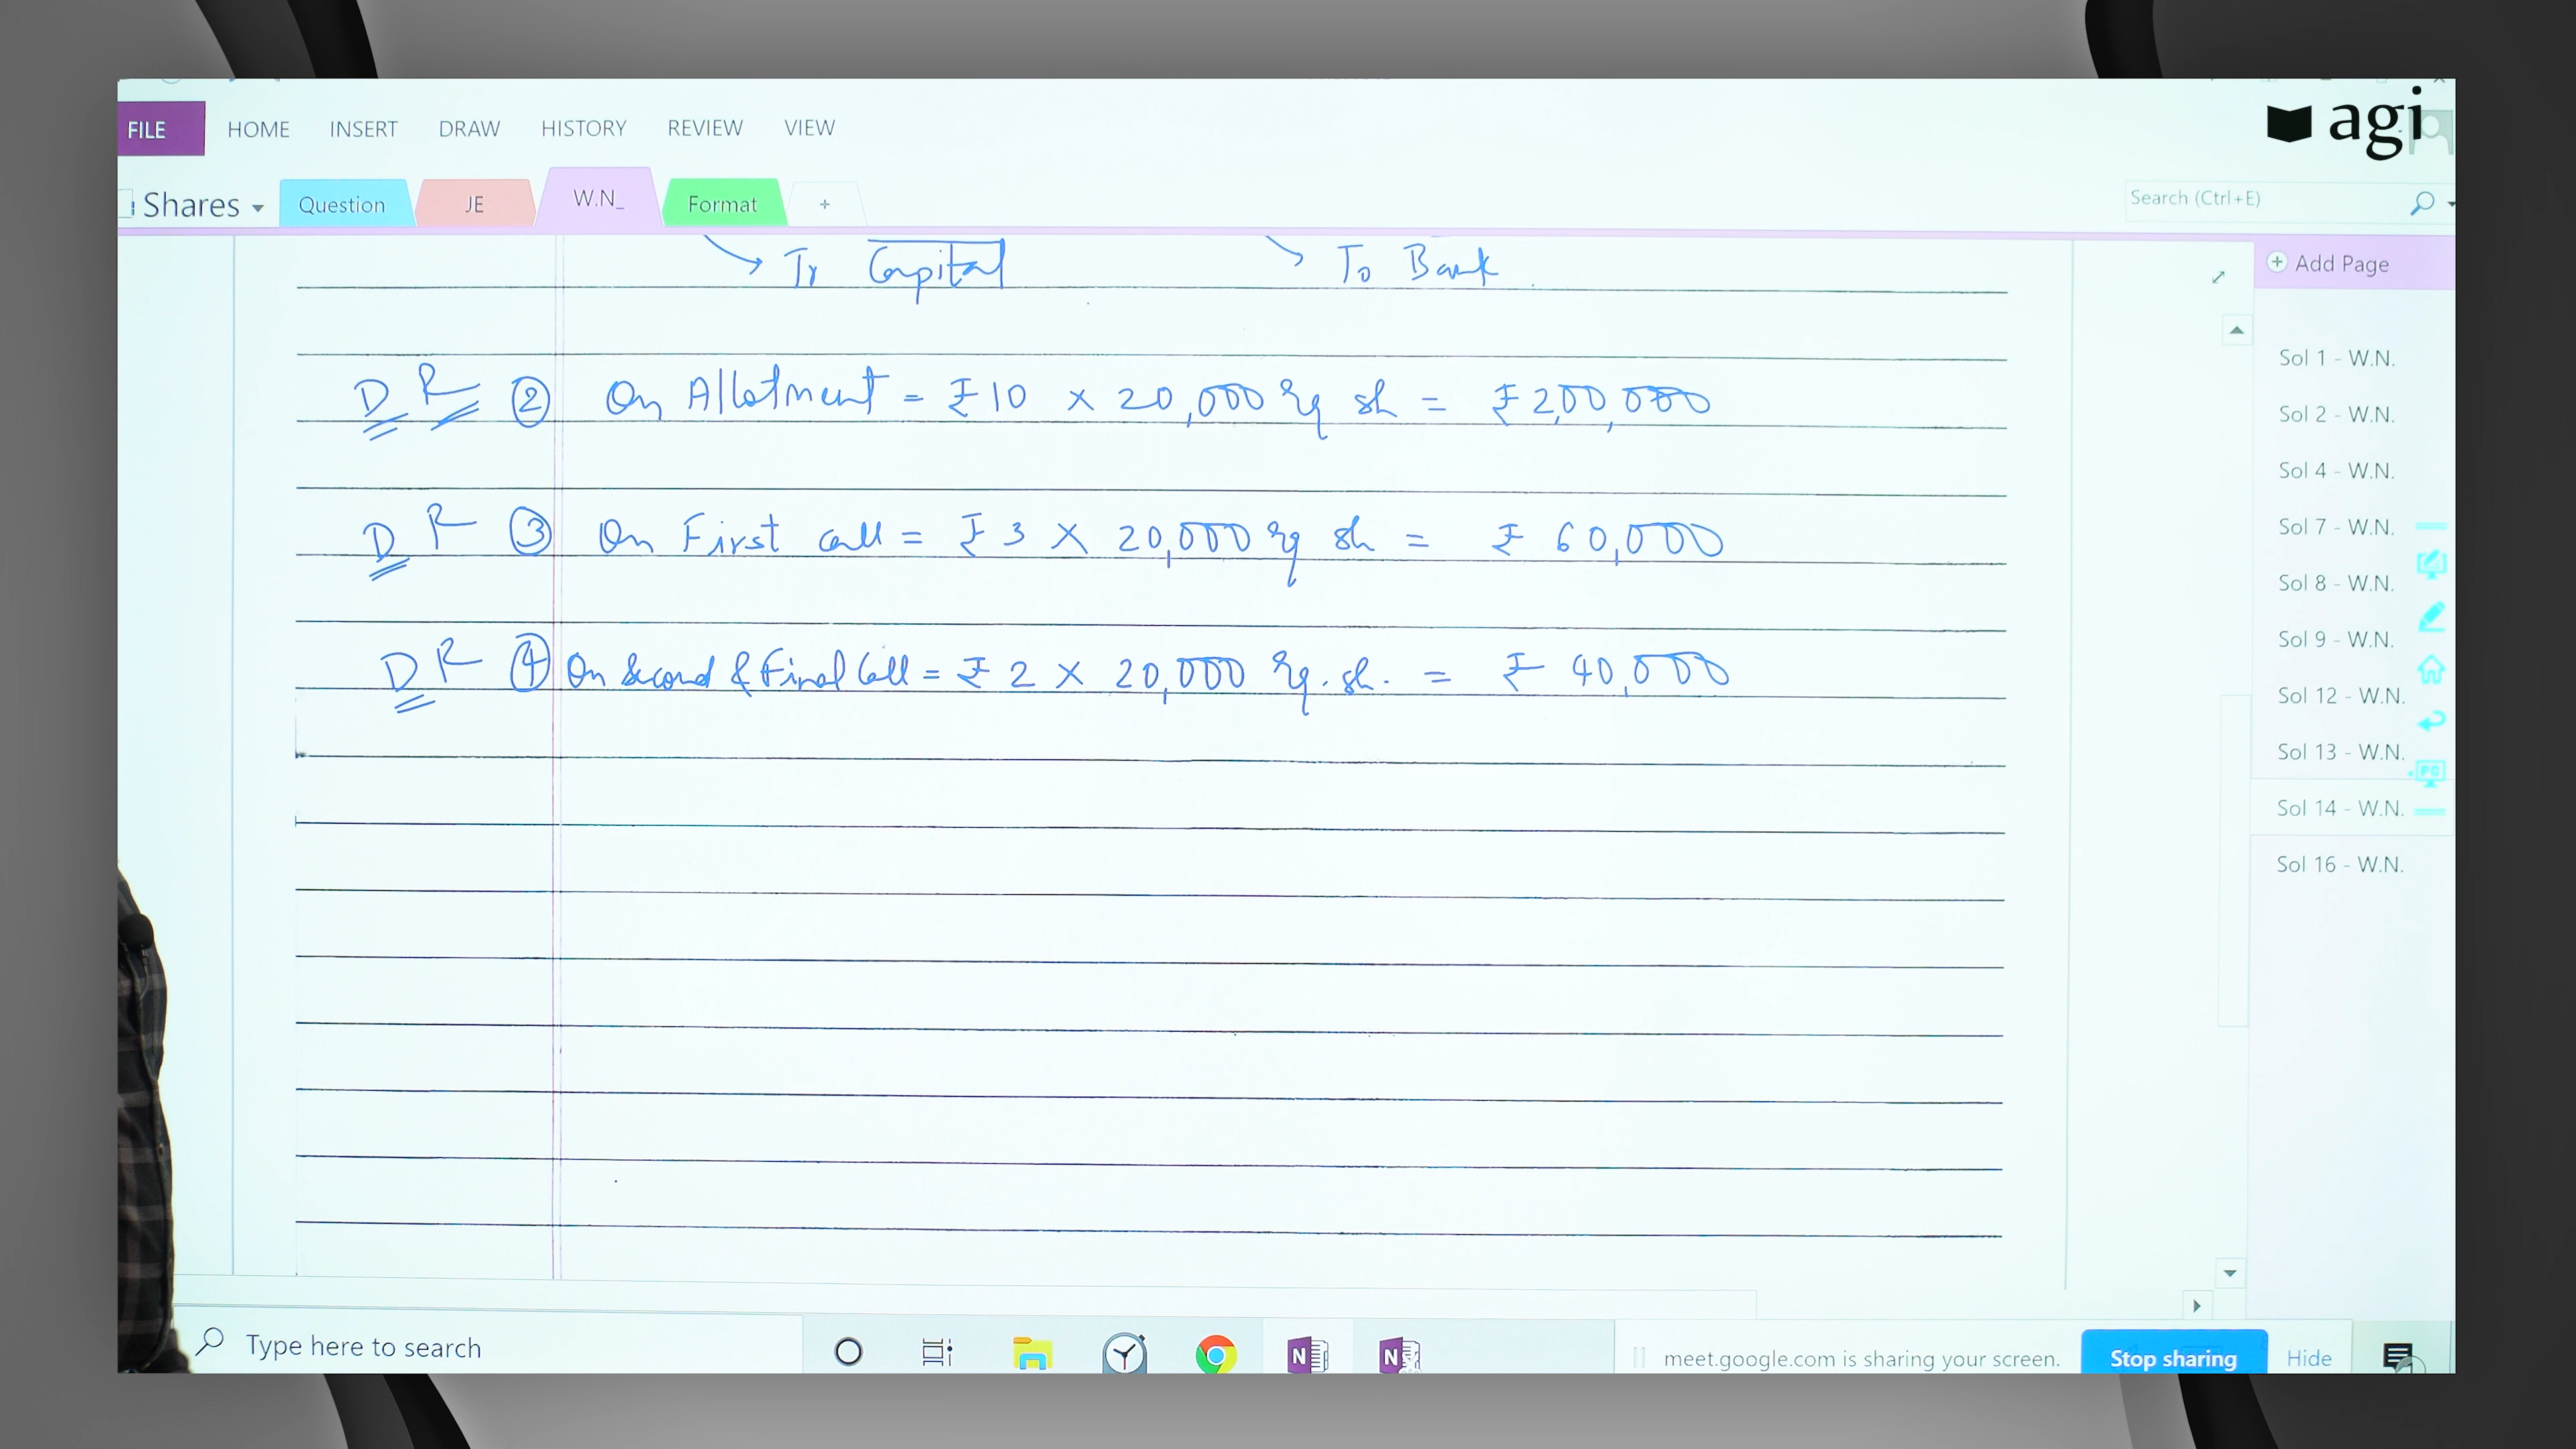 agi
FILE HOME INSERT DRAW HISTORY REVIEW VIEW
Shares Question JE W.N_ Format +
Search (Ctrl+E)
Tr Capital To Bank
Add Page
D R ② On Allotment = ₹10 × 20,000 Eq sh = ₹ 2,00,000
D R ③ On First call = ₹ 3 × 20,000 Eq sh = ₹ 60,000
D R ④ On Second & Final Call = ₹ 2 × 20,000 Eq. sh. = ₹ 40,000
Sol 1 - W.N.
Sol 2 - W.N.
Sol 4 - W.N.
Sol 7 - W.N.
Sol 8 - W.N.
Sol 9 - W.N.
Sol 12 - W.N.
Sol 13 - W.N.
Sol 14 - W.N.
Sol 16 - W.N.
Type here to search
meet.google.com is sharing your screen. Stop sharing Hide